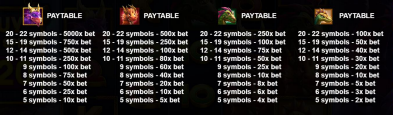 PAYTABLE
20 - 22 symbols - 5000x bet
15 - 19 symbols - 750x bet
12 - 14 symbols - 500x bet
10 - 11 symbols - 250x bet
9 symbols - 100x bet
8 symbols - 75x bet
7 symbols - 50x bet
6 symbols - 25x bet
5 symbols - 10x bet
PAYTABLE
20 - 22 symbols - 500x bet
15 - 19 symbols - 250x bet
12 - 14 symbols - 100x bet
10 - 11 symbols - 80x bet
9 symbols - 60x bet
8 symbols - 40x bet
7 symbols - 20x bet
6 symbols - 10x bet
5 symbols - 5x bet
PAYTABLE
20 - 22 symbols - 250x bet
15 - 19 symbols - bet
12 - 14 symbols - 75x bet
10 - 11 symbols - 50x bet
9 symbols - 25x bet
8 symbols - 10x bet
7 symbols - 8x bet
6 symbols - 6x bet
5 symbols - 4x bet
PAYTABLE
20 - 22 symbols - 100x bet
15 - 19 symbols - 50x bet
12 - 14 symbols - 40x bet
10 - 11 symbols - 30x bet
9 symbols - 20x bet
8 symbols - 10x bet
7 symbols - 5x bet
6 symbols - 3x bet
5 symbols - 2x bet